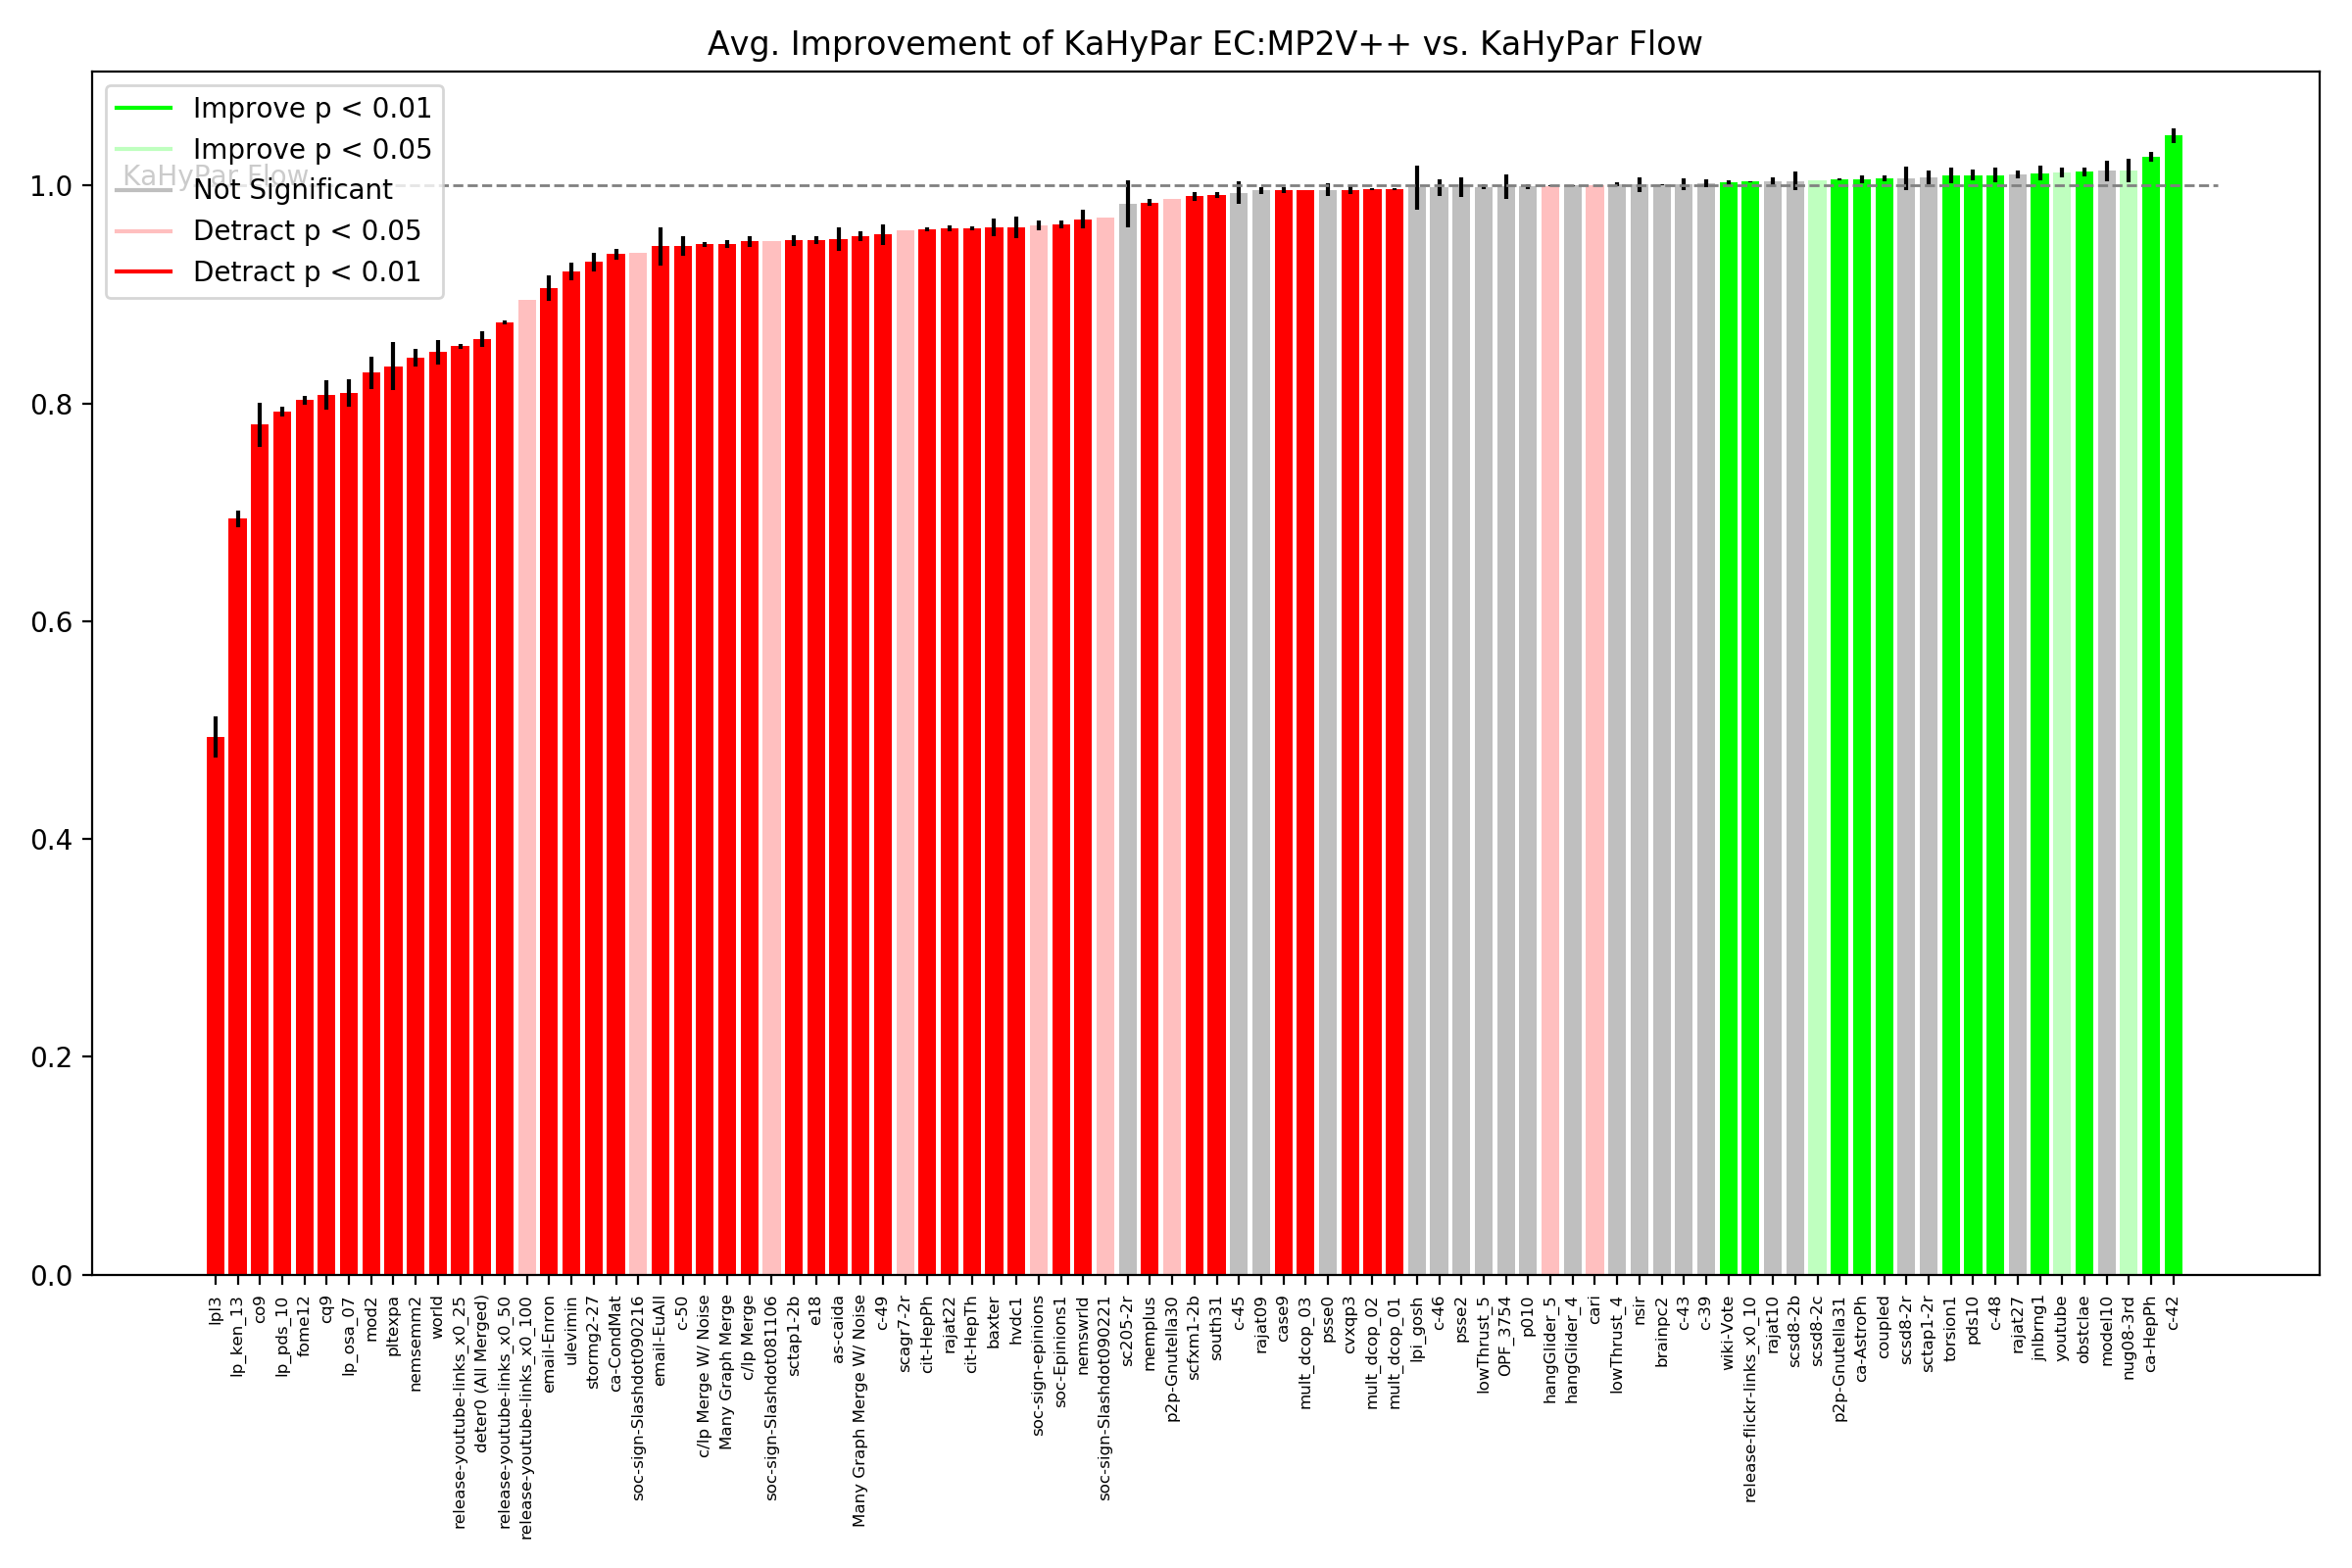 Avg. Improvement of KaHyPar EC:MP2V++ vs. KaHyPar Flow
Improve p < 0.01
Improve p < 0.05
KaHyPar Flow
Not Significant
Detract p < 0.05
Detract p < 0.01
1.0
0.8
0.6
0.4
0.2
0.0
lpl3
lp_ken_13
co9
lp_pds_10
fome12
cq9
lp_osa_07
mod2
pltexpa
nemsemm2
world
release-youtube-links_x0_25
deter0 (All Merged)
release-youtube-links_x0_50
release-youtube-links_x0_100
email-Enron
ulevimin
stormg2-27
ca-CondMat
soc-sign-Slashdot090216
email-EuAll
c-50
c/lp Merge W/ Noise
Many Graph Merge
c/lp Merge
soc-sign-Slashdot081106
sctap1-2b
e18
as-caida
Many Graph Merge W/ Noise
c-49
scagr7-2r
cit-HepPh
rajat22
cit-HepTh
baxter
hvdc1
soc-sign-epinions
soc-Epinions1
nemswrld
soc-sign-Slashdot090221
sc205-2r
memplus
p2p-Gnutella30
scfxm1-2b
south31
c-45
rajat09
case9
mult_dcop_03
psse0
cvxqp3
mult_dcop_02
mult_dcop_01
lpi_gosh
c-46
psse2
lowThrust_5
OPF_3754
p010
hangGlider_5
hangGlider_4
cari
lowThrust_4
nsir
brainpc2
c-43
c-39
wiki-Vote
release-flickr-links_x0_10
rajat10
scsd8-2b
scsd8-2c
p2p-Gnutella31
ca-AstroPh
coupled
scsd8-2r
sctap1-2r
torsion1
pds10
c-48
rajat27
jnlbrng1
youtube
obstclae
model10
nug08-3rd
ca-HepPh
c-42